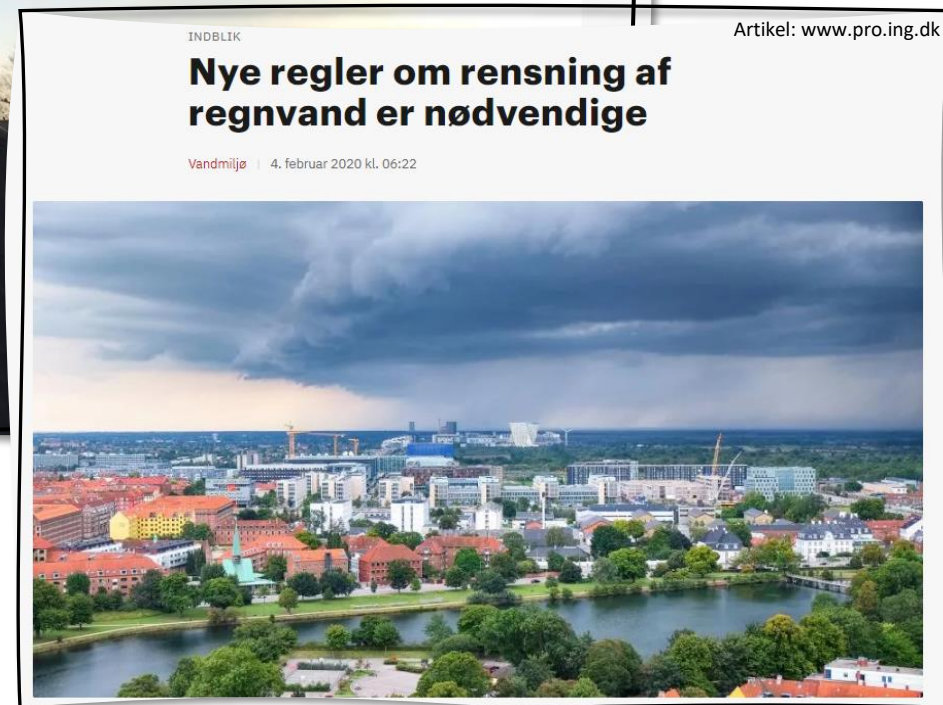 Artikel: www.pro.ing.dk
INDBLIK
Nye regler om rensning af
regnvand er nødvendige
Vandmiljø | 4. februar 2020 kl. 06:22